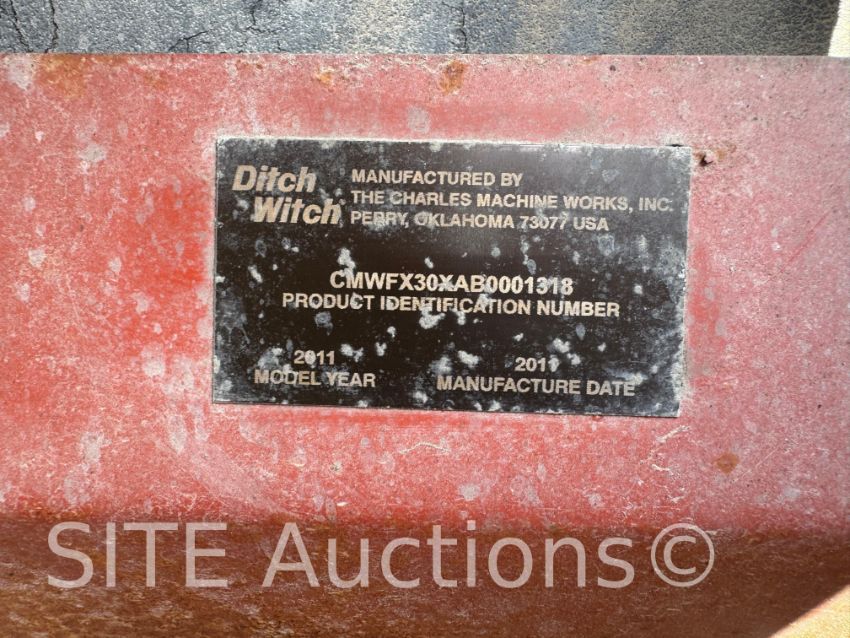 Ditch Witch
MANUFACTURED BY
THE CHARLES MACHINE WORKS, INC.
PERRY, OKLAHOMA 73077 USA
CMWFX30XAB0001318
PRODUCT IDENTIFICATION NUMBER
2011
MODEL YEAR
2011
MANUFACTURE DATE
SITE Auctions©